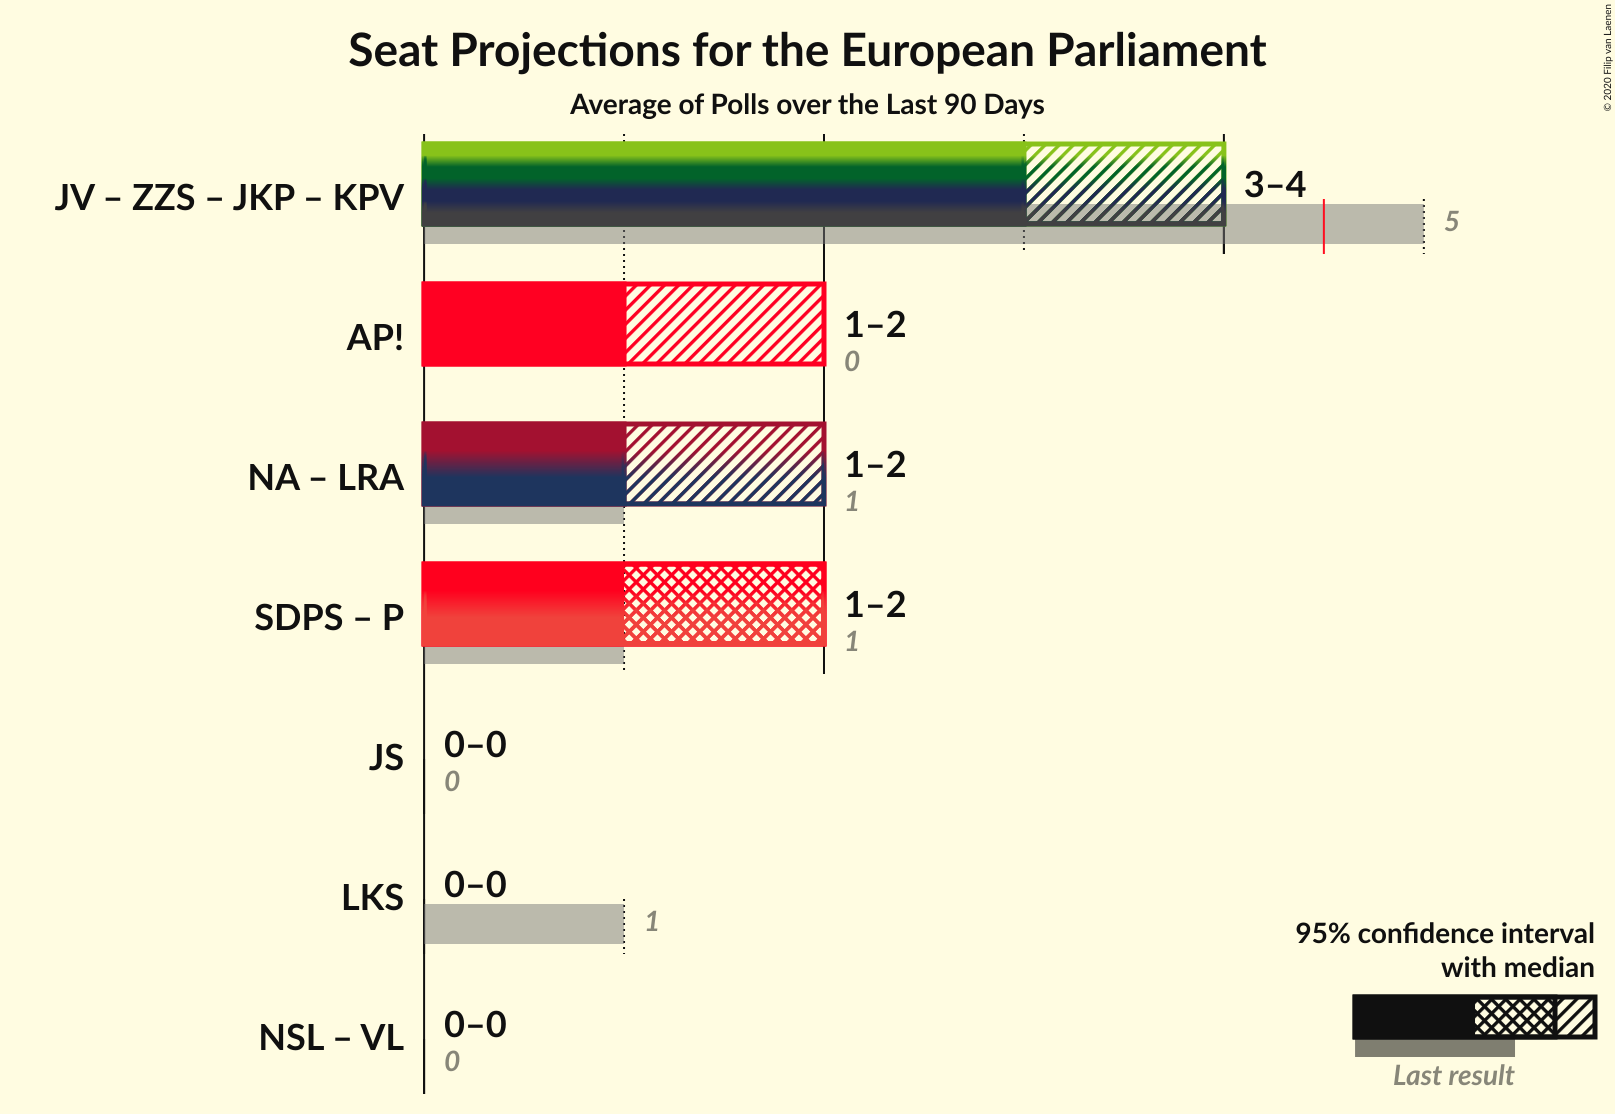 Seat Projections for the European Parliament
Average of Polls over the Last 90 Days
© 2020 Filip van Laenen
JV – ZZS – JKP – KPV
3–4
5
AP!
1–2
0
NA – LRA
1–2
1
SDPS – P
1–2
1
JS
0–0
0
LKS
0–0
1
NSL – VL
0–0
0
95% confidence interval
with median
Last result